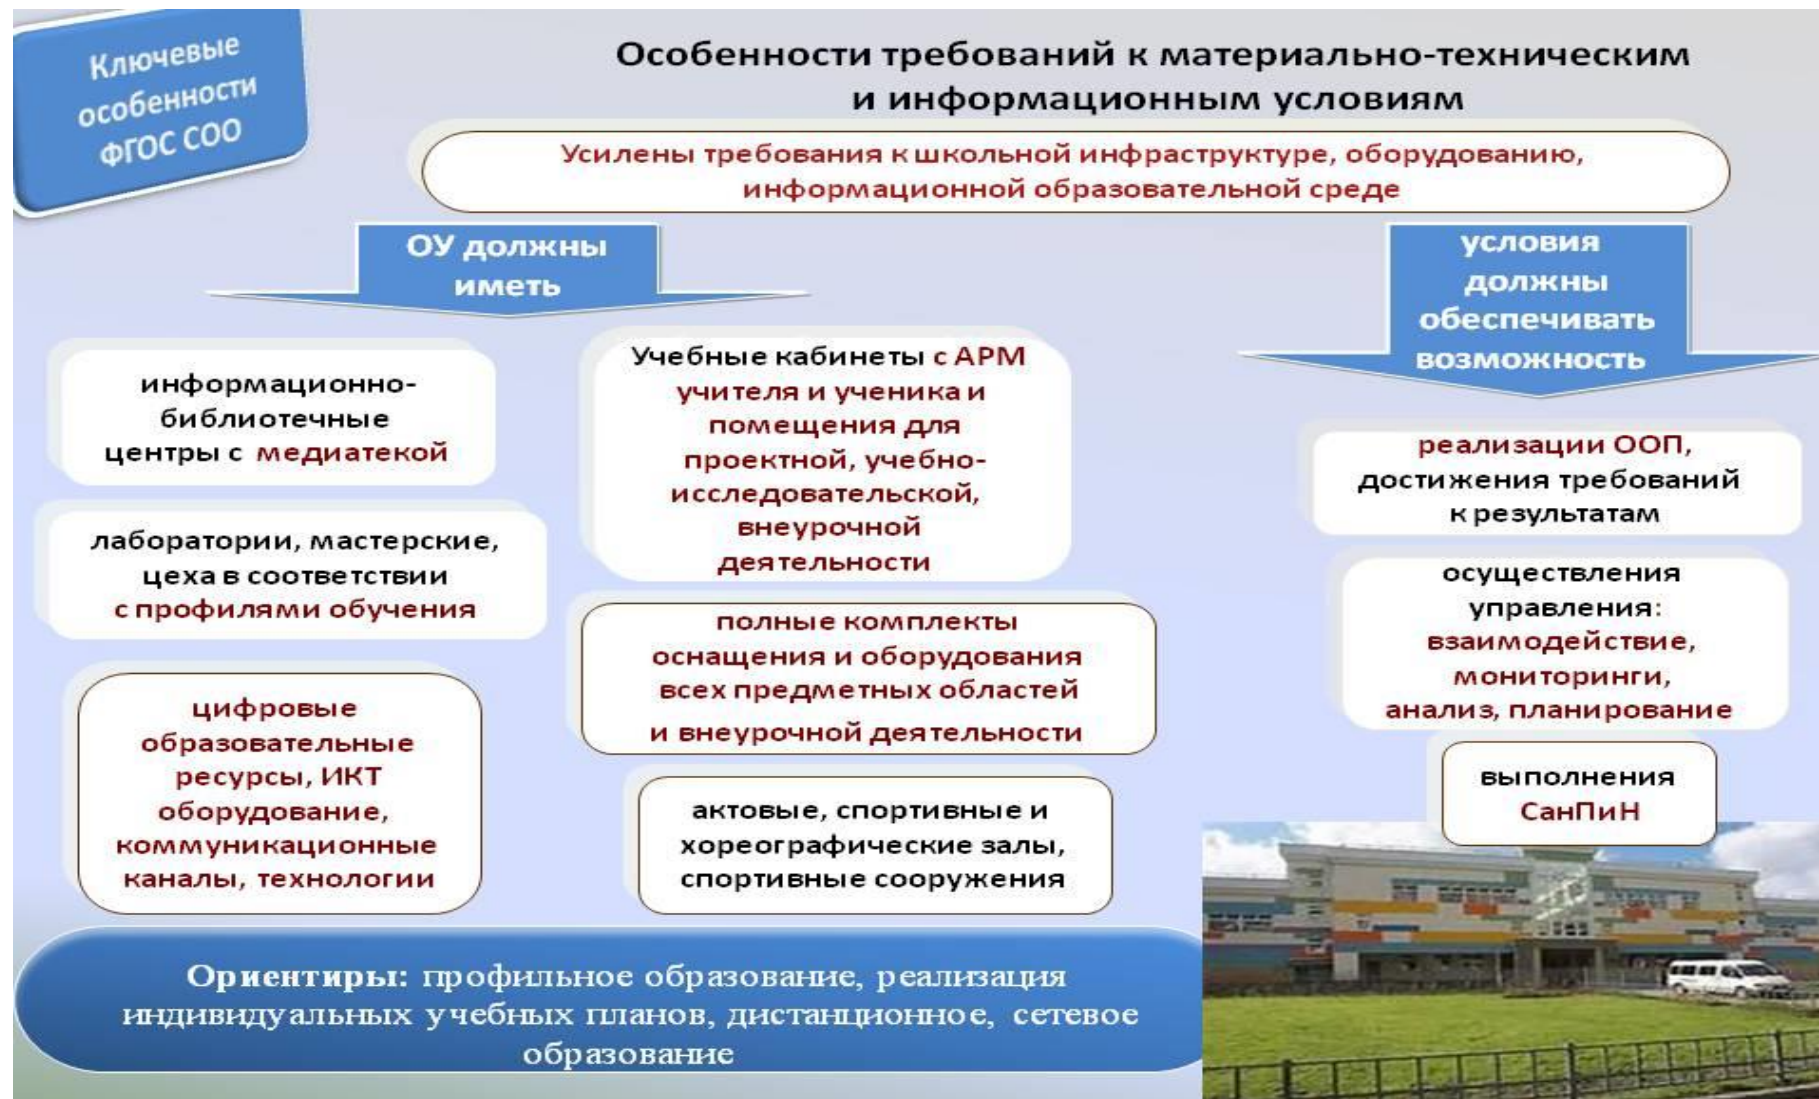 Ключевые
особенности
ФГОС СОО
Особенности требований к материально-техническим
и информационным условиям
Усилены требования к школьной инфраструктуре, оборудованию,
информационной образовательной среде
ОУ должны
иметь
информационно-
библиотечные
центры с медиатекой
лаборатории, мастерские,
цеха в соответствии
с профилями обучения
цифровые
образовательные
ресурсы, ИКТ
оборудование,
коммуникационные
каналы, технологии
Учебные кабинеты с АРМ
учителя и ученика и
помещения для
проектной, учебно-
исследовательской,
внеурочной
деятельности
полные комплекты
оснащения и оборудования
всех предметных областей
и внеурочной деятельности
актовые, спортивные и
хореографические залы,
спортивные сооружения
условия
должны
обеспечивать
возможность
реализации ООП,
достижения требований
к результатам
осуществления
управления:
взаимодействие,
мониторинги,
анализ, планирование
выполнения
СанПиН
Ориентиры: профильное образование, реализация
индивидуальных учебных планов, дистанционное, сетевое
образование